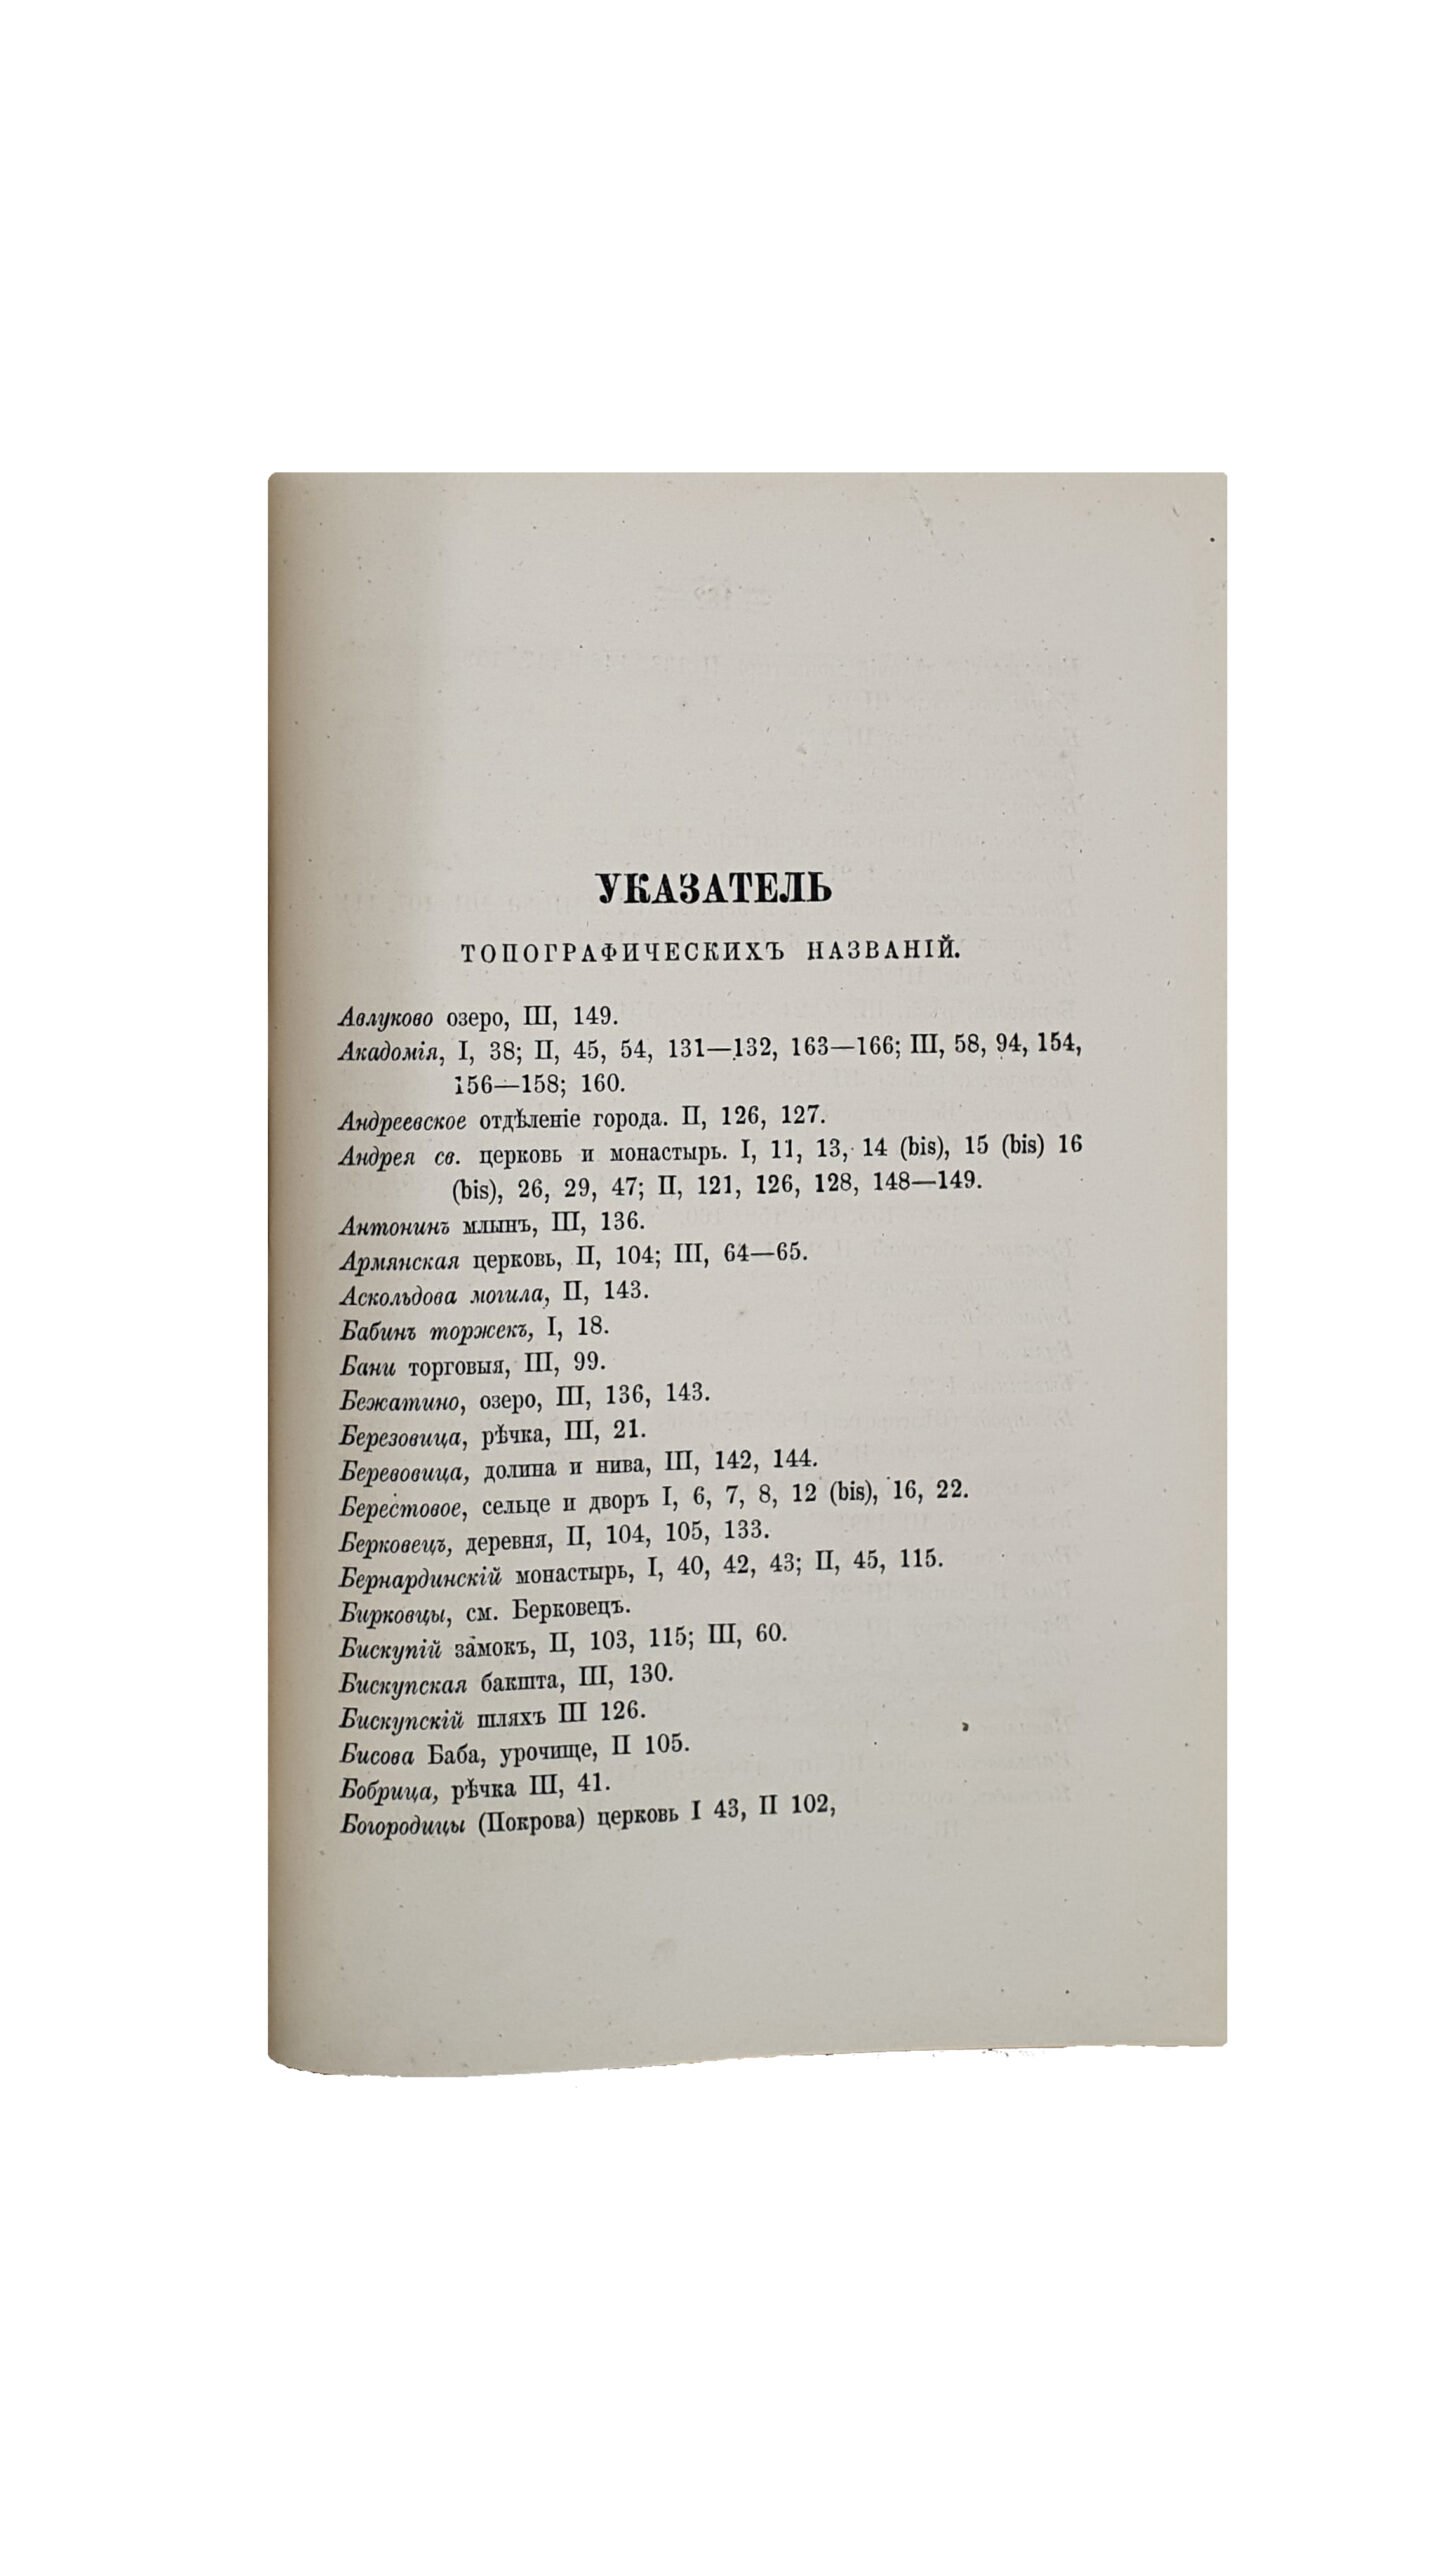 УКАЗАТЕЛЬ
ТОПОГРАФИЧЕСКИХЪ НАЗВАНІЙ.
Авлуково озеро, III, 149.
Акадомія, I, 38; II, 45, 54, 131—132, 163—166; III, 58, 94, 154,
156—158; 160.
Андреевское отдѣленіе города. II, 126, 127.
Андрея св. церковь и монастырь. I, 11, 13, 14 (bis), 15 (bis) 16
(bis), 26, 29, 47; II, 121, 126, 128, 148—149.
Антонинъ млынъ, III, 136.
Армянская церковь, II, 104; III, 64—65.
Аскольдова могила, II, 143.
Бабинъ торжекъ, I, 18.
Бани торговыя, III, 99.
Бежатино, озеро, III, 136, 143.
Березовица, рѣчка, III, 21.
Беревовица, долина и нива, III, 142, 144.
Берестовое, сельце и дворъ I, 6, 7, 8, 12 (bis), 16, 22.
Берковецъ, деревня, II, 104, 105, 133.
Бернардинскій монастырь, I, 40, 42, 43; II, 45, 115.
Бирковцы, см. Берковецъ.
Бискупій замокъ, II, 103, 115; III, 60.
Бискупская бакшта, III, 130.
Бискупскій шляхъ III 126.
Бисова Баба, урочище, II 105.
Бобрица, рѣчка III, 41.
Богородицы (Покрова) церковь I 43, II 102,